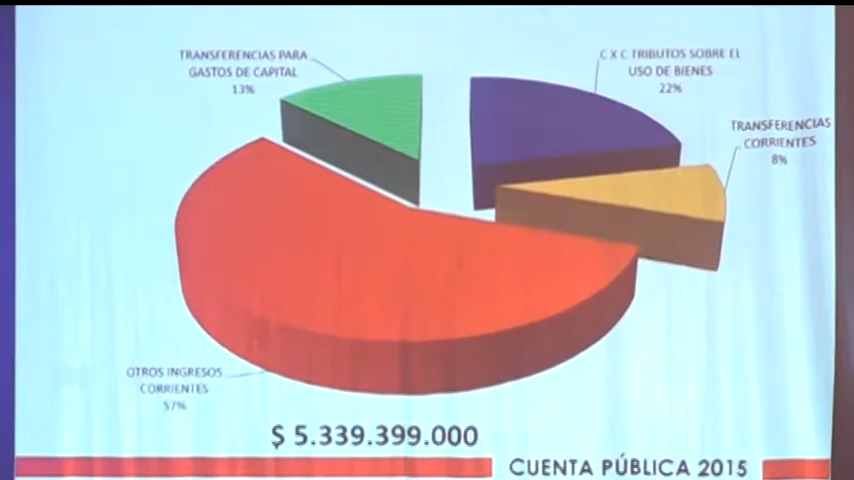 TRANSFERENCIAS PARA
GASTOS DE CAPITAL
13%
C X C TRIBUTOS SOBRE EL
USO DE BIENES
22%
TRANSFERENCIAS
CORRIENTES
8%
OTROS INGRESOS
CORRIENTES
57%
$ 5.339.399.000
CUENTA PÚBLICA 2015